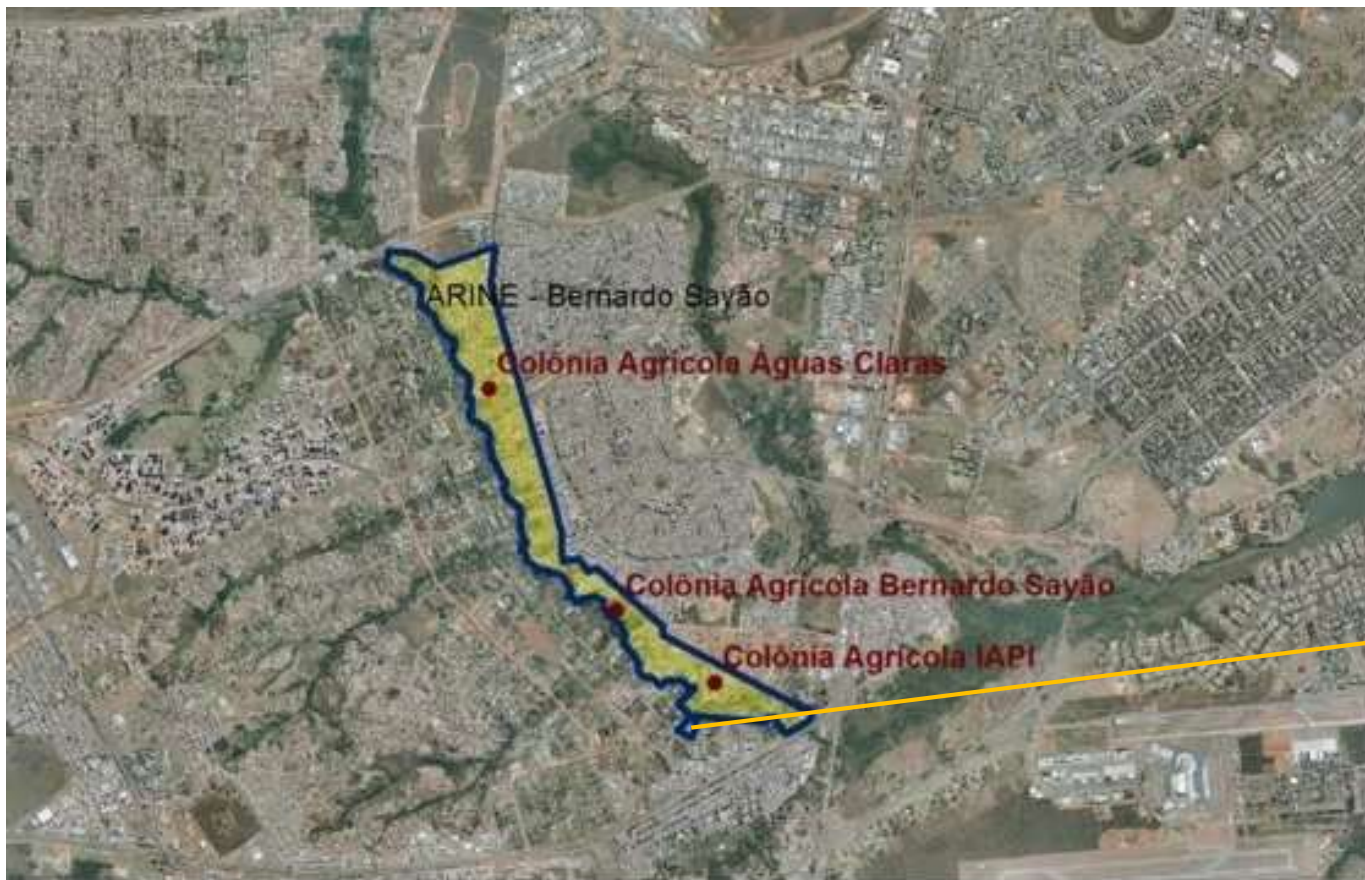 ARINE - Bernardo Sayão
Colônia Agrícola Águas Claras
Colônia Agrícola Bernardo Sayão
Colônia Agrícola IAPI